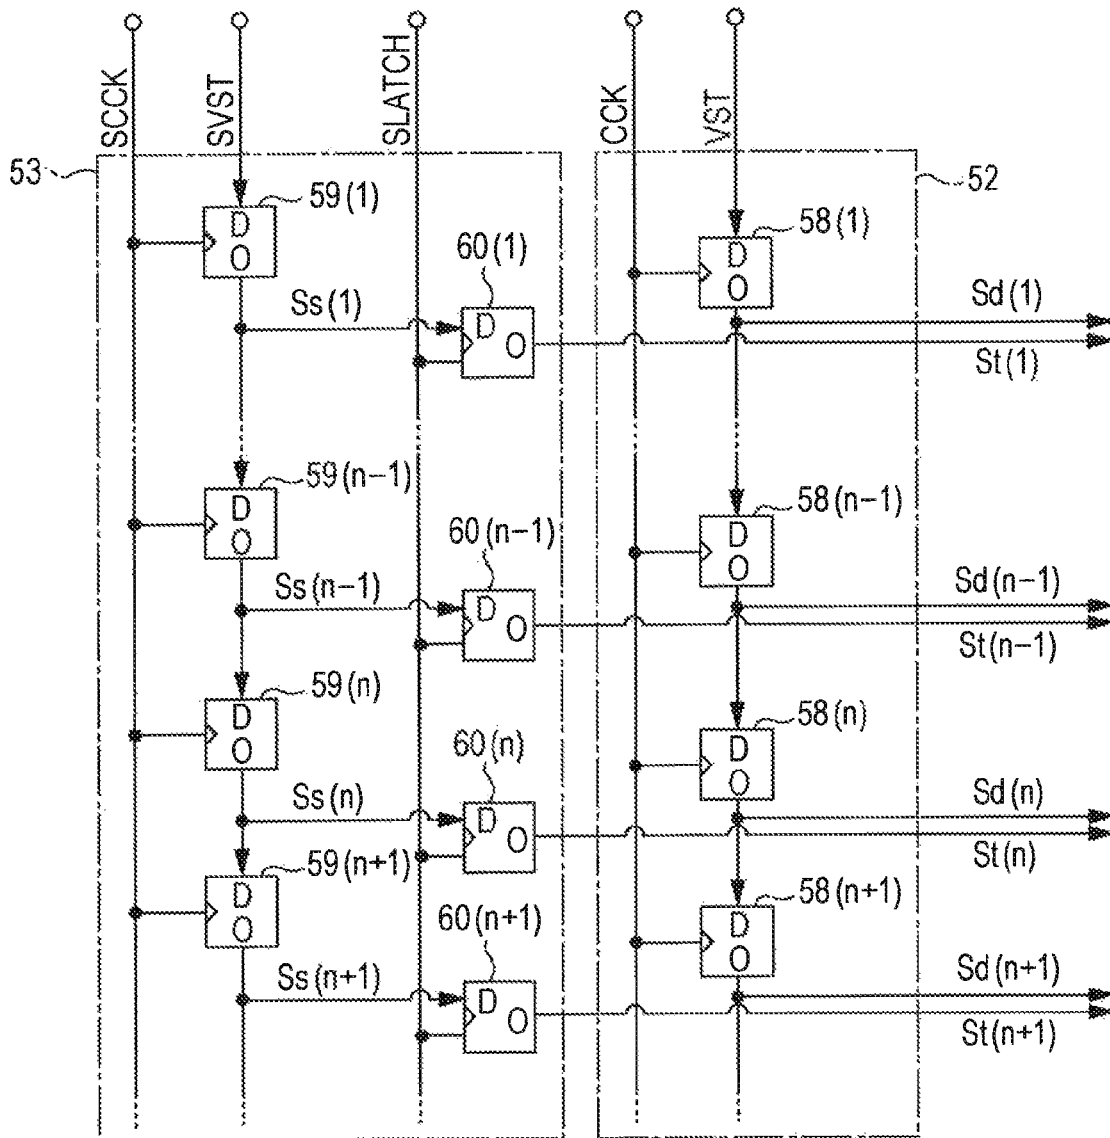 SCCK
SVST
SLATCH
CCK
VST
53
52
59(1)
D
O
58(1)
D
O
60(1)
Ss(1)
D
O
Sd(1)
St(1)
59(n-1)
D
O
58(n-1)
D
O
60(n-1)
Ss(n-1)
D
O
Sd(n-1)
St(n-1)
59(n)
D
O
58(n)
D
O
60(n)
Ss(n)
D
O
Sd(n)
St(n)
59(n+1)
D
O
58(n+1)
D
O
60(n+1)
Ss(n+1)
D
O
Sd(n+1)
St(n+1)